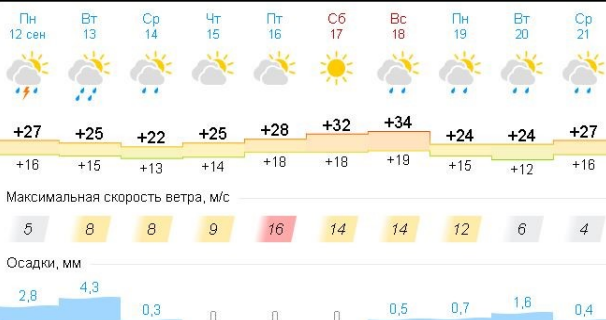 Пн Вт Ср Чт Пт Сб Вс Пн Вт Ср
12 сен 13 14 15 16 17 18 19 20 21
+27 +25 +22 +25 +28 +32 +34 +24 +24 +27
+16 +15 +13 +14 +18 +18 +19 +15 +12 +16
Максимальная скорость ветра, м/с
5 8 8 9 16 14 14 12 6 4
Осадки, мм
2,8 4,3 0,3 0 0 0 0,5 0,7 1,6 0,4